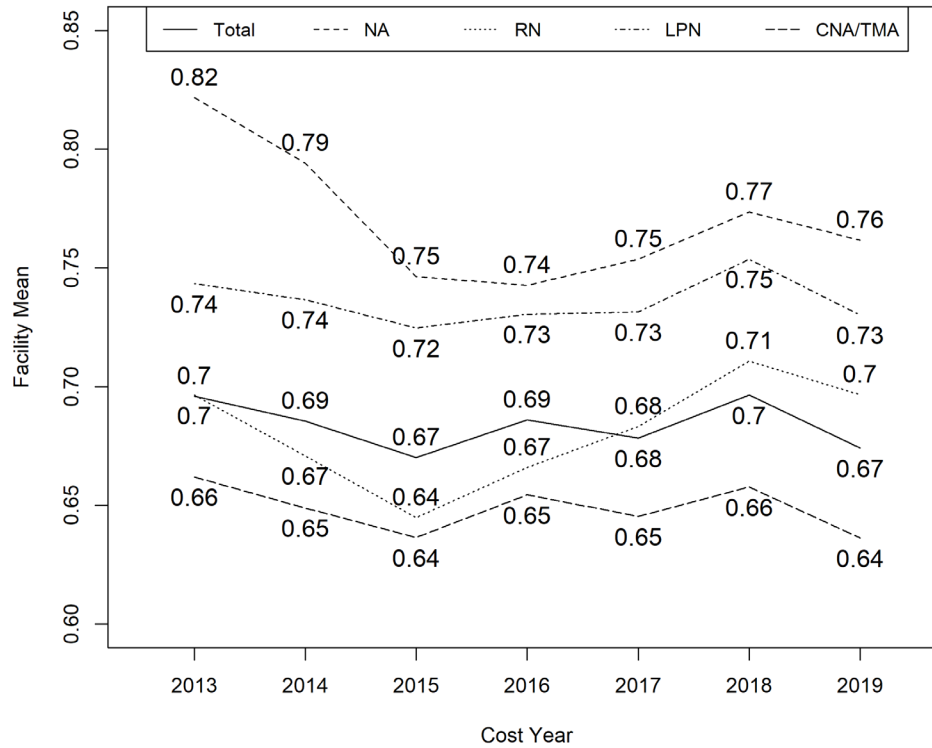 Total NA RN LPN CNA/TMA
Facility Mean
0.85
0.80
0.75
0.70
0.65
0.60
0.82 0.79 0.75 0.74 0.75 0.77 0.76
0.74 0.74 0.72 0.73 0.73 0.75 0.73
0.7 0.69 0.67 0.69 0.68 0.71 0.7
0.7 0.67 0.64 0.67 0.68 0.7 0.67
0.66 0.65 0.64 0.65 0.65 0.66 0.64
2013 2014 2015 2016 2017 2018 2019
Cost Year